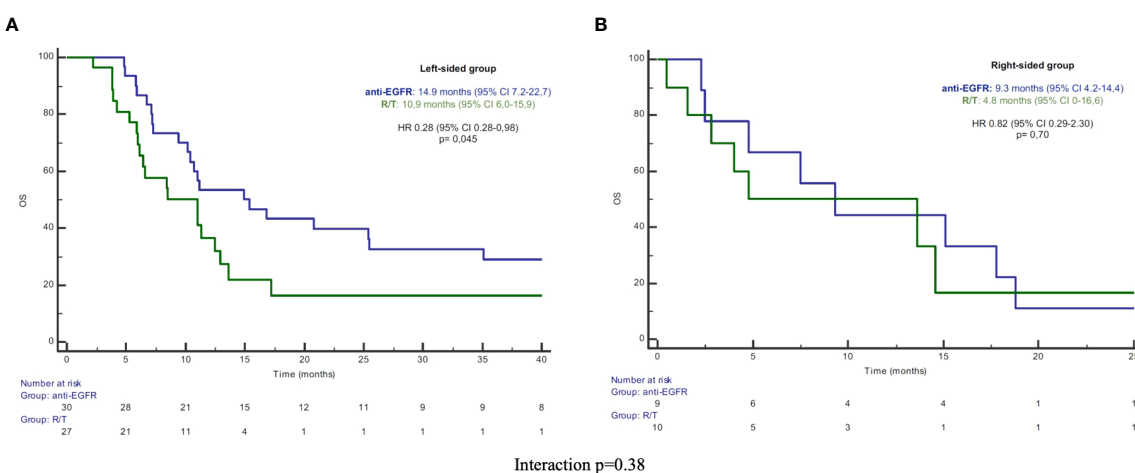 A
Left-sided group
anti-EGFR: 14.9 months (95% CI 7.2-22,7)
R/T: 10,9 months (95% CI 6,0-15,9)
HR 0.28 (95% CI 0.28-0,98)
p= 0,045
OS
100
80
60
40
20
0
0 5 10 15 20 25 30 35 40
Time (months)
Number at risk
Group: anti-EGFR
30 28 21 15 12 11 9 9 8
Group: R/T
27 21 11 4 1 1 1 1 1
B
Right-sided group
anti-EGFR: 9.3 months (95% CI 4.2-14,4)
R/T: 4.8 months (95% CI 0-16,6)
HR 0.82 (95% CI 0.29-2.30)
p= 0,70
OS
100
80
60
40
20
0
0 5 10 15 20 25
Time (months)
Number at risk
Group: anti-EGFR
9 6 4 4 1 1
Group: R/T
10 5 3 1 1 1
Interaction p=0.38